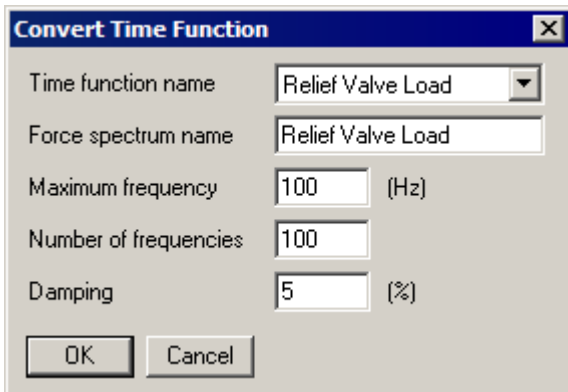 Convert Time Function
Time function name Relief Valve Load
Force spectrum name Relief Valve Load
Maximum frequency 100 (Hz)
Number of frequencies 100
Damping 5 (%)
OK Cancel